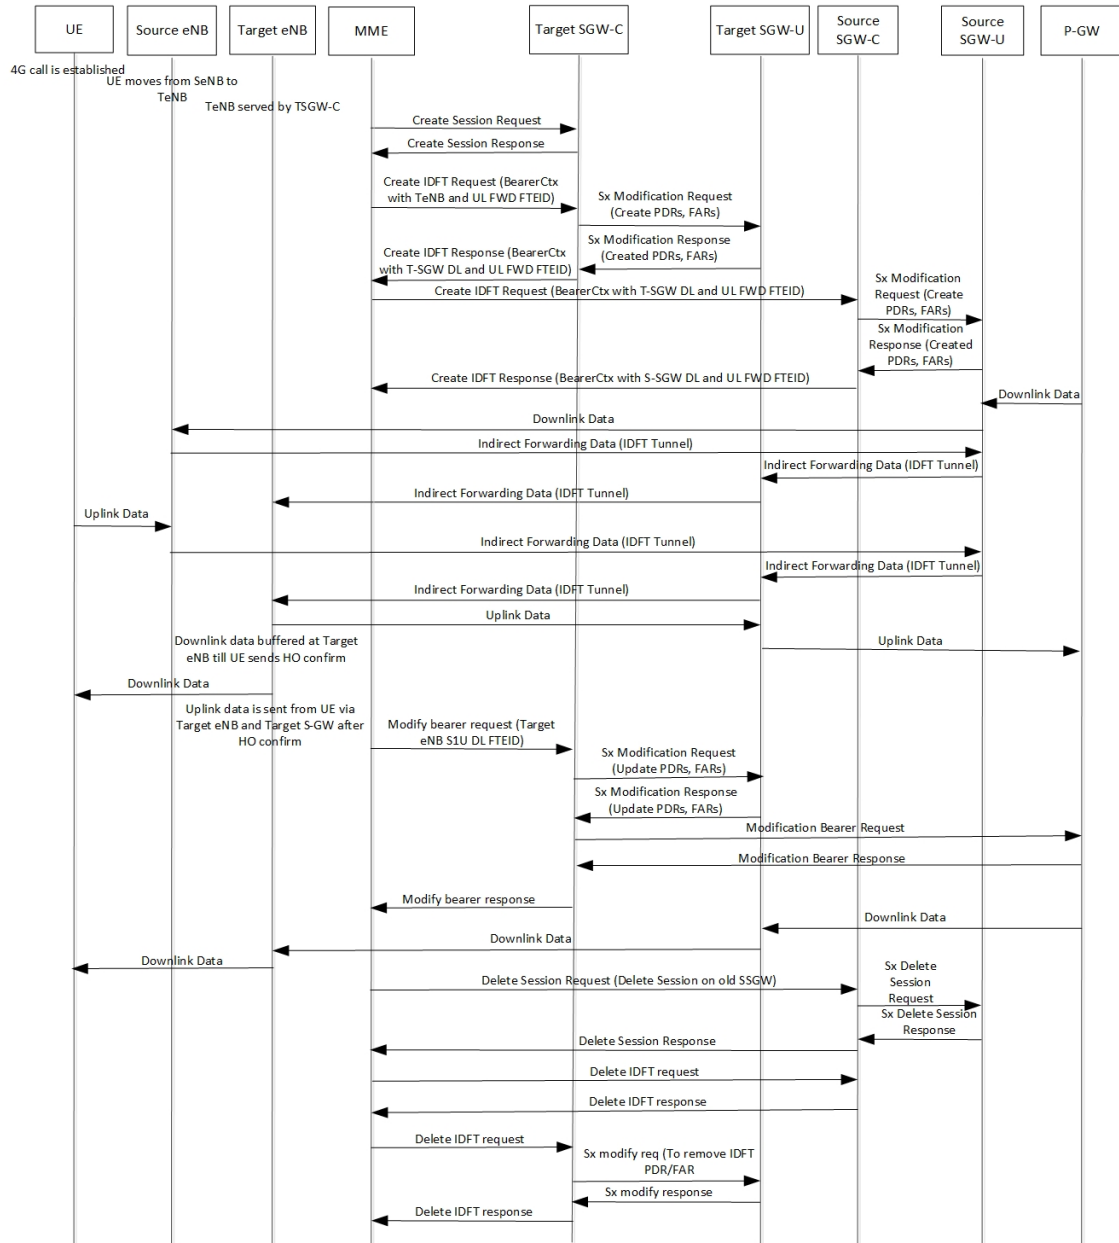 UE
Source eNB
Target eNB
MME
Target SGW-C
Target SGW-U
Source
SGW-C
Source
SGW-U
P-GW
4G call is established
UE moves from SeNB to
TeNB
TeNB served by TSGW-C
Create Session Request
Create Session Response
Create IDFT Request (BearerCtx
with TeNB and UL FWD FTEID)
Sx Modification Request
(Create PDRs, FARs)
Sx Modification Response
(Created PDRs, FARs)
Create IDFT Response (BearerCtx
with T-SGW DL and UL FWD FTEID)
Create IDFT Request (BearerCtx with T-SGW DL and UL FWD FTEID)
Sx Modification
Request (Create
PDRs, FARs)
Sx Modification
Response (Created
PDRs, FARs)
Create IDFT Response (BearerCtx with S-SGW DL and UL FWD FTEID)
Downlink Data
Downlink Data
Indirect Forwarding Data (IDFT Tunnel)
Indirect Forwarding Data (IDFT Tunnel)
Indirect Forwarding Data (IDFT Tunnel)
Uplink Data
Indirect Forwarding Data (IDFT Tunnel)
Indirect Forwarding Data (IDFT Tunnel)
Indirect Forwarding Data (IDFT Tunnel)
Uplink Data
Downlink data buffered at Target
eNB till UE sends HO confirm
Uplink Data
Downlink Data
Uplink data is sent from UE via
Target eNB and Target S-GW after
HO confirm
Modify bearer request (Target
eNB S1U DL FTEID)
Sx Modification Request
(Update PDRs, FARs)
Sx Modification Response
(Update PDRs, FARs)
Modification Bearer Request
Modification Bearer Response
Modify bearer response
Downlink Data
Downlink Data
Downlink Data
Delete Session Request (Delete Session on old SSGW)
Sx Delete
Session
Request
Sx Delete Session
Response
Delete Session Response
Delete IDFT request
Delete IDFT response
Delete IDFT request
Sx modify req (To remove IDFT
PDR/FAR
Sx modify response
Delete IDFT response